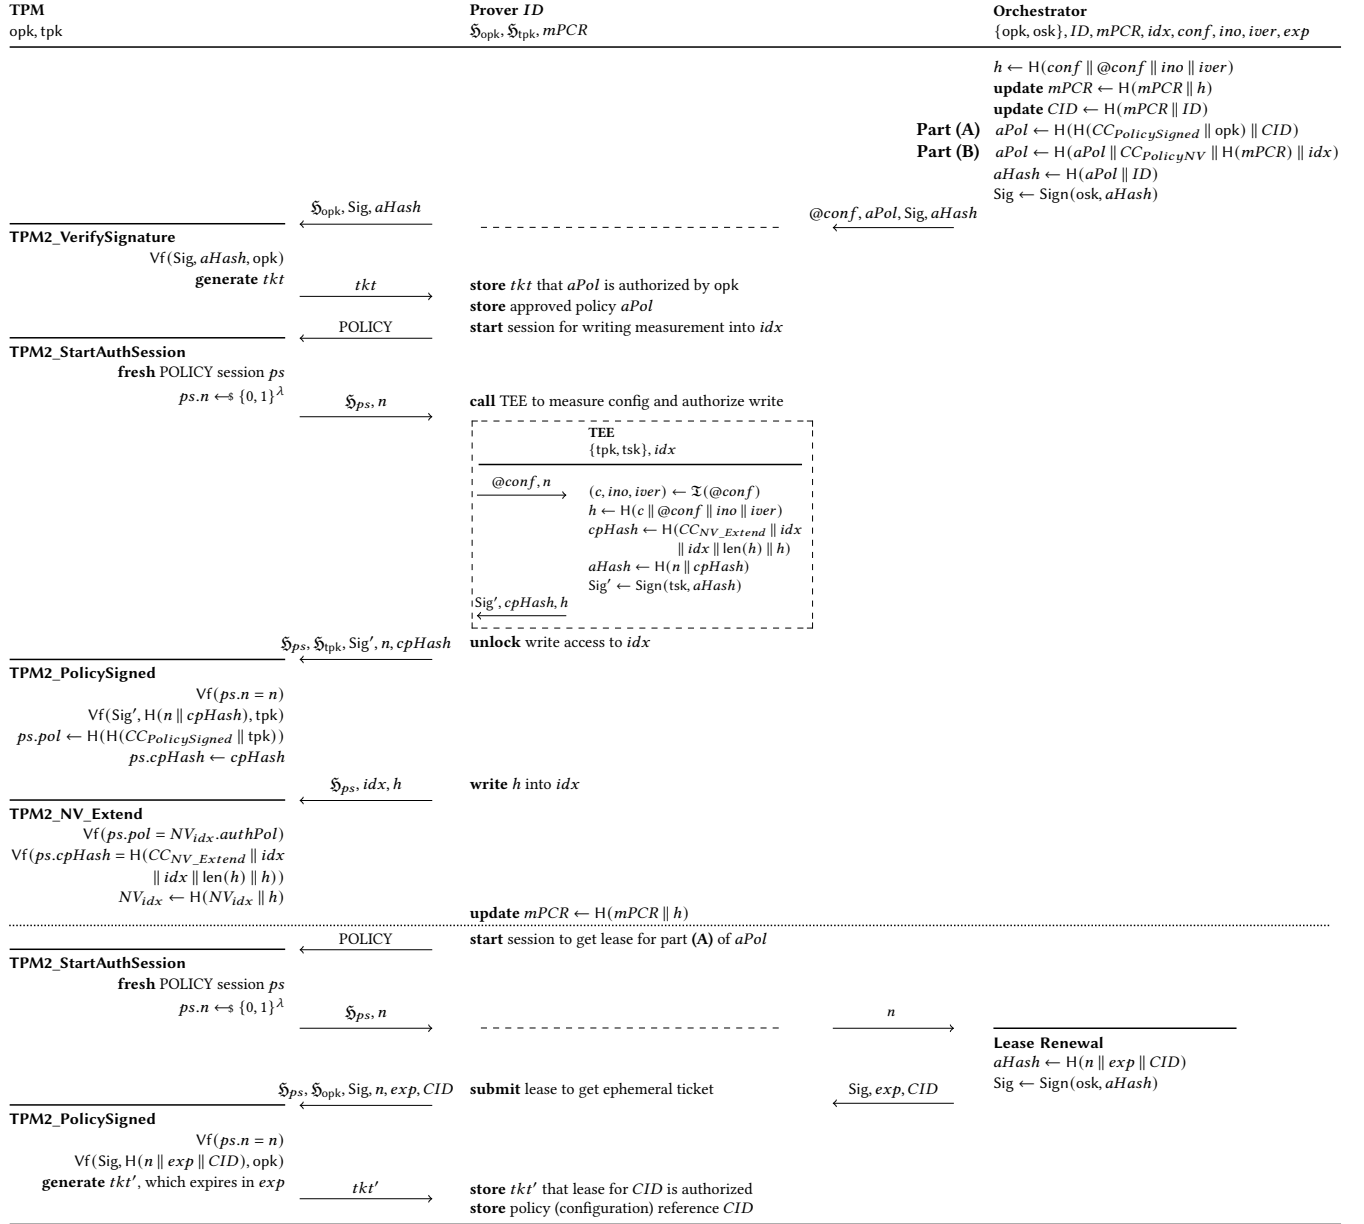 TPM
opk, tpk
Prover ID
ℌopk, ℌtpk, mPCR
Orchestrator
{opk, osk}, ID, mPCR, idx, conf, ino, iver, exp
h ← H(conf ∥ @conf ∥ ino ∥ iver)
update mPCR ← H(mPCR ∥ h)
update CID ← H(mPCR ∥ ID)
Part (A) aPol ← H(H(CC_PolicySigned ∥ opk) ∥ CID)
Part (B) aPol ← H(aPol ∥ CC_PolicyNV ∥ H(mPCR) ∥ idx)
aHash ← H(aPol ∥ ID)
Sig ← Sign(osk, aHash)
@conf, aPol, Sig, aHash
ℌopk, Sig, aHash
TPM2_VerifySignature
Vf(Sig, aHash, opk)
generate tkt
tkt
store tkt that aPol is authorized by opk
store approved policy aPol
POLICY
start session for writing measurement into idx
TPM2_StartAuthSession
fresh POLICY session ps
ps.n ←$ {0, 1}^λ
ℌps, n
call TEE to measure config and authorize write
TEE
{tpk, tsk}, idx
@conf, n
(c, ino, iver) ← 𝔗(@conf)
h ← H(c ∥ @conf ∥ ino ∥ iver)
cpHash ← H(CC_NV_Extend ∥ idx
∥ idx ∥ len(h) ∥ h)
aHash ← H(n ∥ cpHash)
Sig′ ← Sign(tsk, aHash)
Sig′, cpHash, h
ℌps, ℌtpk, Sig′, n, cpHash
unlock write access to idx
TPM2_PolicySigned
Vf(ps.n = n)
Vf(Sig′, H(n ∥ cpHash), tpk)
ps.pol ← H(H(CC_PolicySigned ∥ tpk))
ps.cpHash ← cpHash
ℌps, idx, h
write h into idx
TPM2_NV_Extend
Vf(ps.pol = NV_idx.authPol)
Vf(ps.cpHash = H(CC_NV_Extend ∥ idx
∥ idx ∥ len(h) ∥ h))
NV_idx ← H(NV_idx ∥ h)
update mPCR ← H(mPCR ∥ h)
POLICY
start session to get lease for part (A) of aPol
TPM2_StartAuthSession
fresh POLICY session ps
ps.n ←$ {0, 1}^λ
ℌps, n
n
Lease Renewal
aHash ← H(n ∥ exp ∥ CID)
Sig ← Sign(osk, aHash)
Sig, exp, CID
ℌps, ℌopk, Sig, n, exp, CID
submit lease to get ephemeral ticket
TPM2_PolicySigned
Vf(ps.n = n)
Vf(Sig, H(n ∥ exp ∥ CID), opk)
generate tkt′, which expires in exp
tkt′
store tkt′ that lease for CID is authorized
store policy (configuration) reference CID